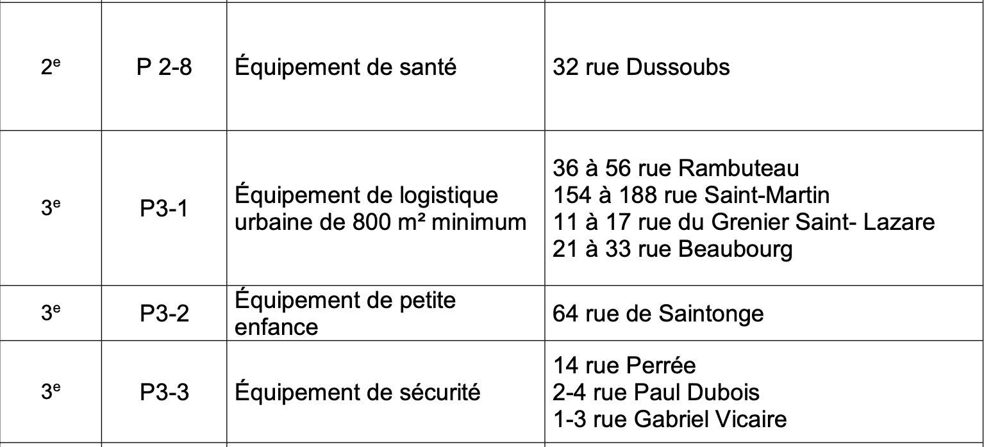 2e
P 2-8
Équipement de santé
32 rue Dussoubs
3e
P3-1
Équipement de logistique
urbaine de 800 m² minimum
36 à 56 rue Rambuteau
154 à 188 rue Saint-Martin
11 à 17 rue du Grenier Saint- Lazare
21 à 33 rue Beaubourg
3e
P3-2
Équipement de petite
enfance
64 rue de Saintonge
3e
P3-3
Équipement de sécurité
14 rue Perrée
2-4 rue Paul Dubois
1-3 rue Gabriel Vicaire